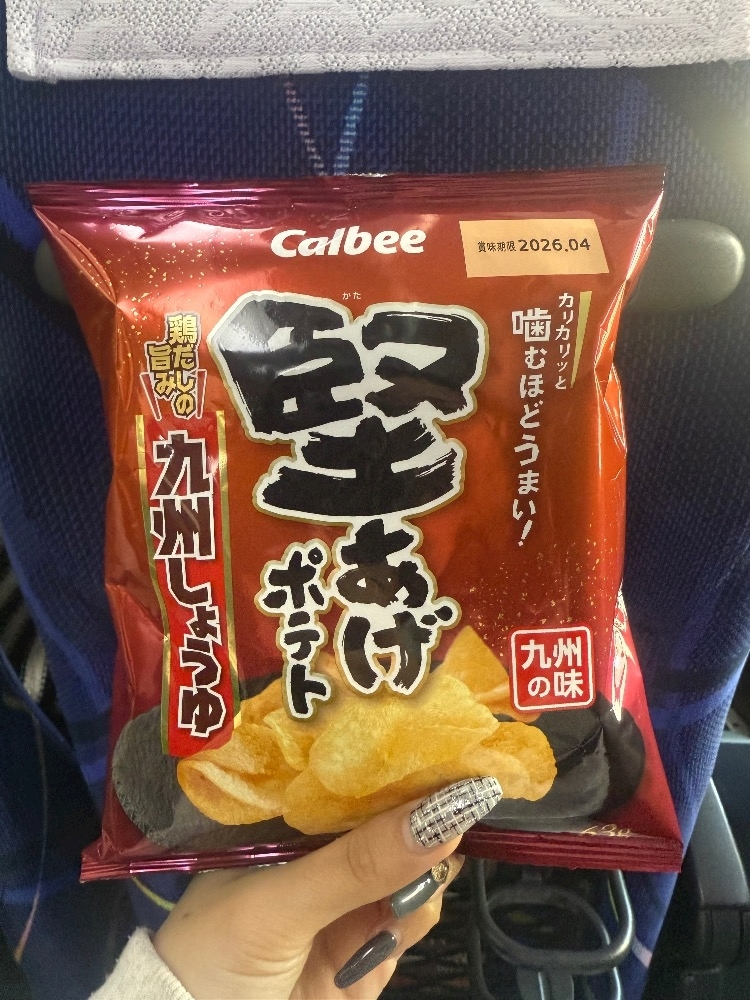 Calbee
賞味期限 2026.04
カリカリッと
噛むほどうまい!
かた
堅
あげ
ポテト
鶏だしの
旨み
九州しょうゆ
九州
の味
63g